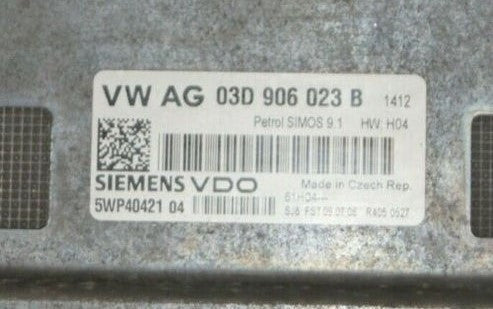 VW AG 03D 906 023 B 1412
Petrol SIMOS 9.1 HW: H04
SIEMENS VDO Made in Czech Rep.
5WP40421 04